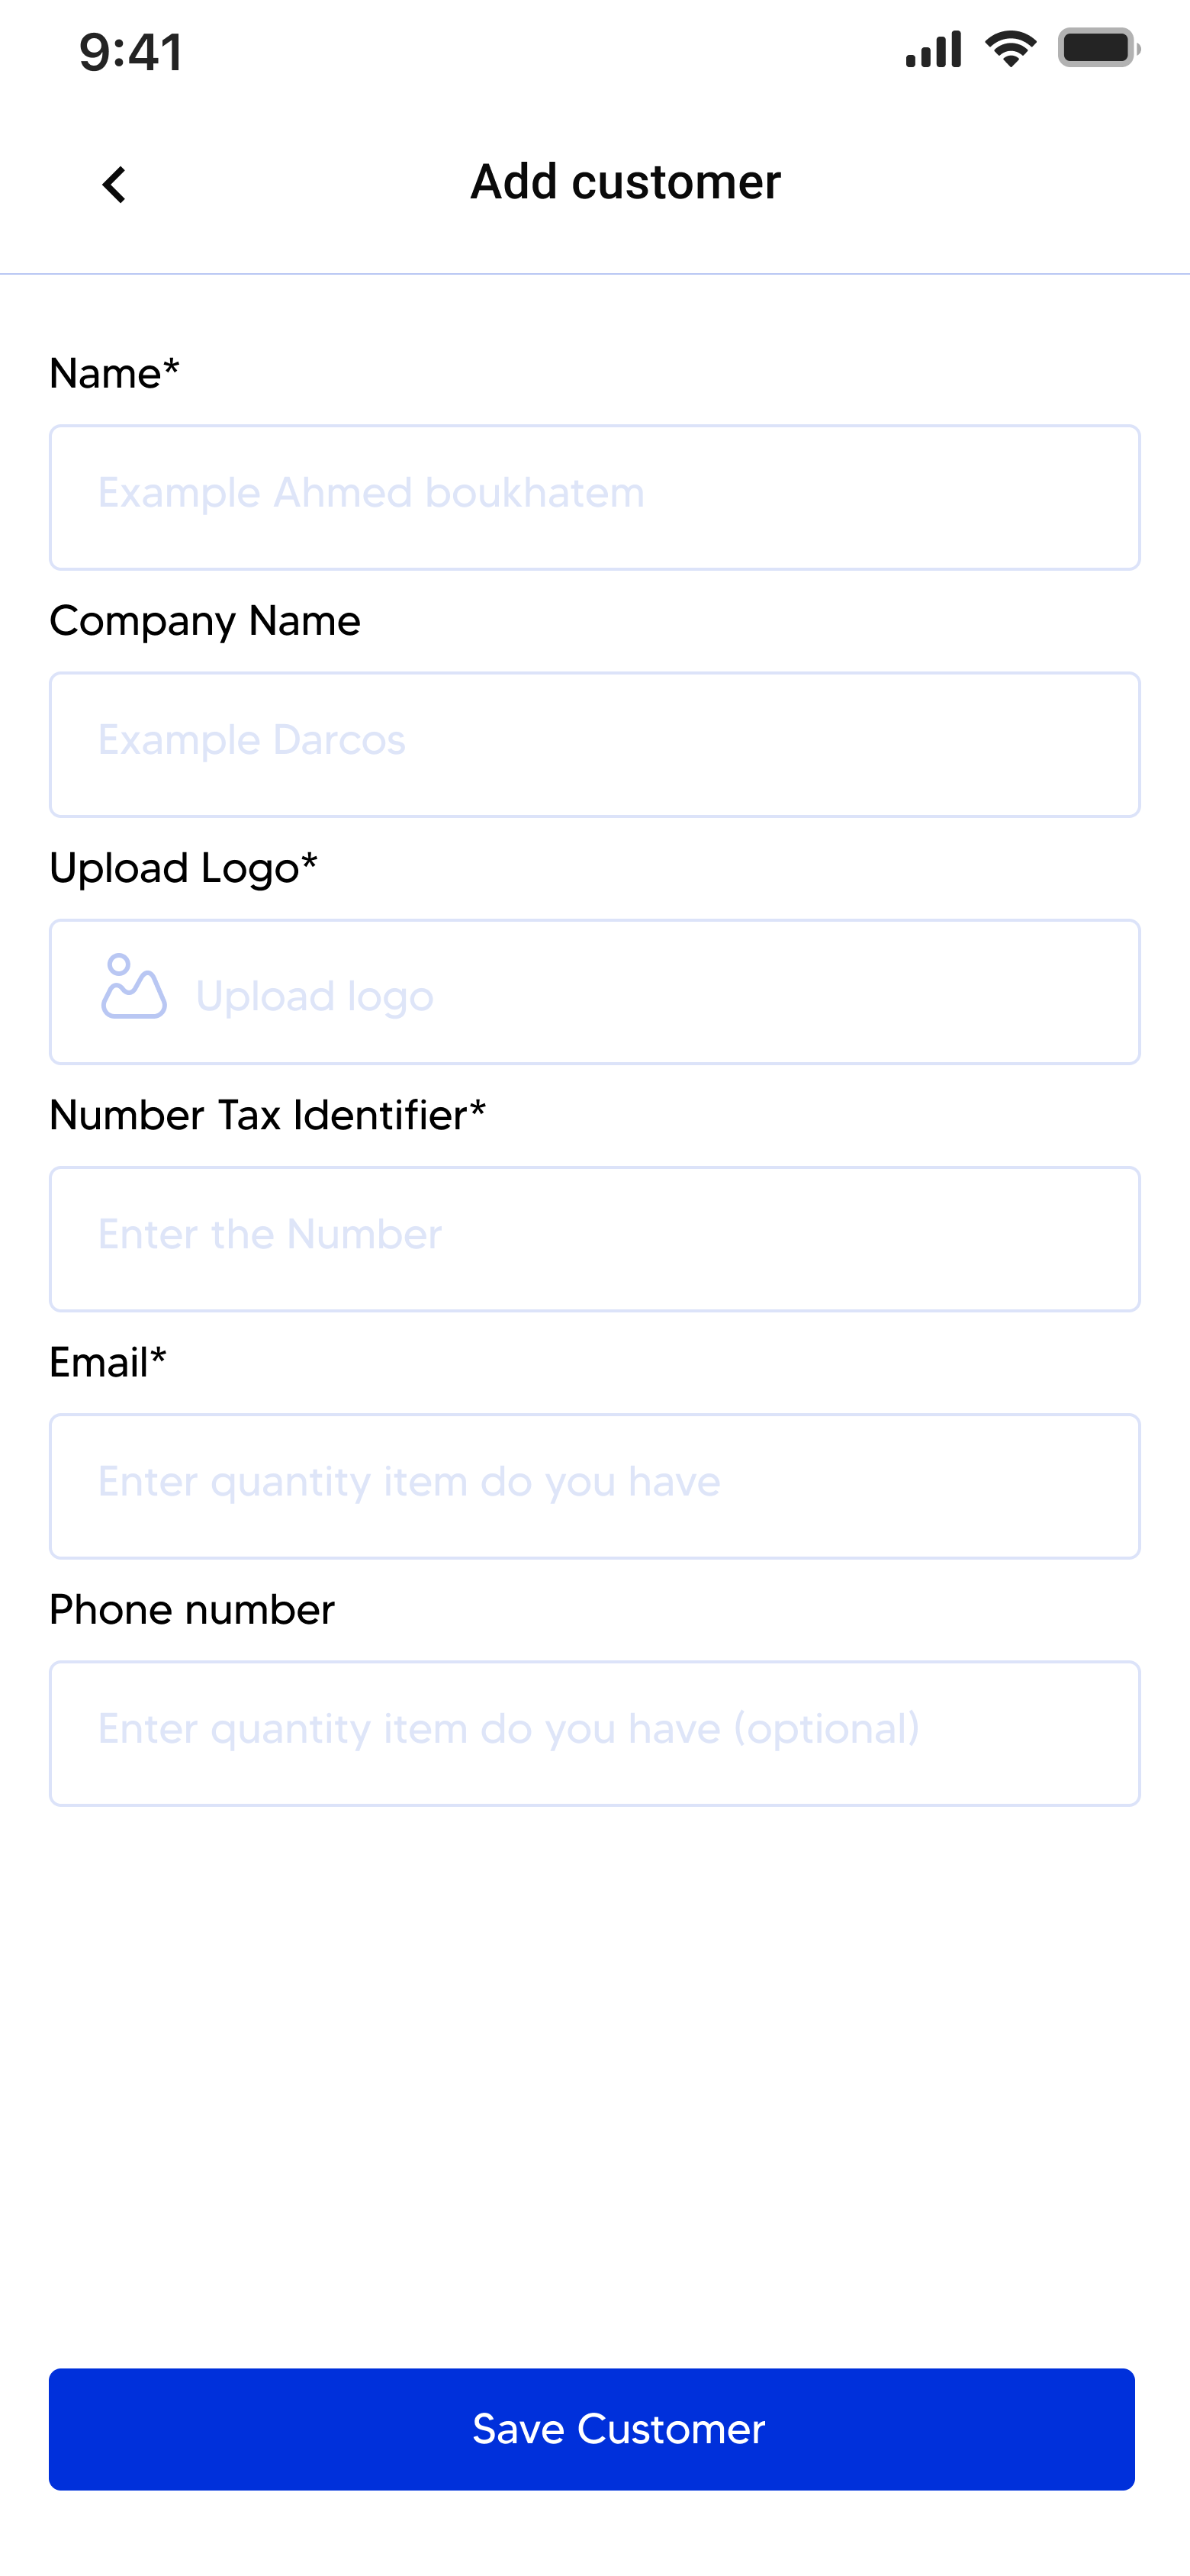 9:41
Add customer
Name*
Example Ahmed boukhatem
Company Name
Example Darcos
Upload Logo*
Upload logo
Number Tax Identifier*
Enter the Number
Email*
Enter quantity item do you have
Phone number
Enter quantity item do you have (optional)
Save Customer